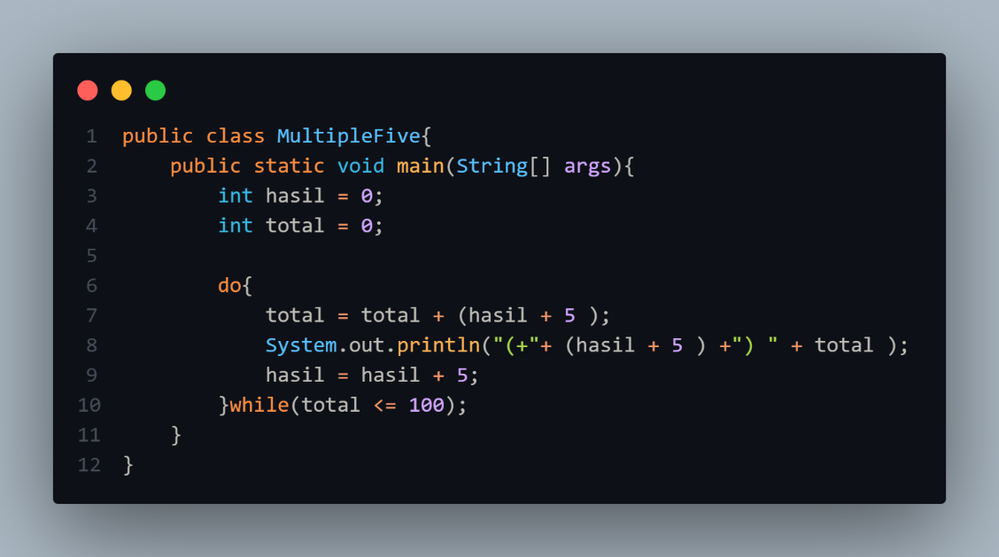 1 public class MultipleFive{
2     public static void main(String[] args){
3         int hasil = 0;
4         int total = 0;
5
6         do{
7             total = total + (hasil + 5 );
8             System.out.println("(+"+ (hasil + 5 ) +") " + total );
9             hasil = hasil + 5;
10         }while(total <= 100);
11     }
12 }